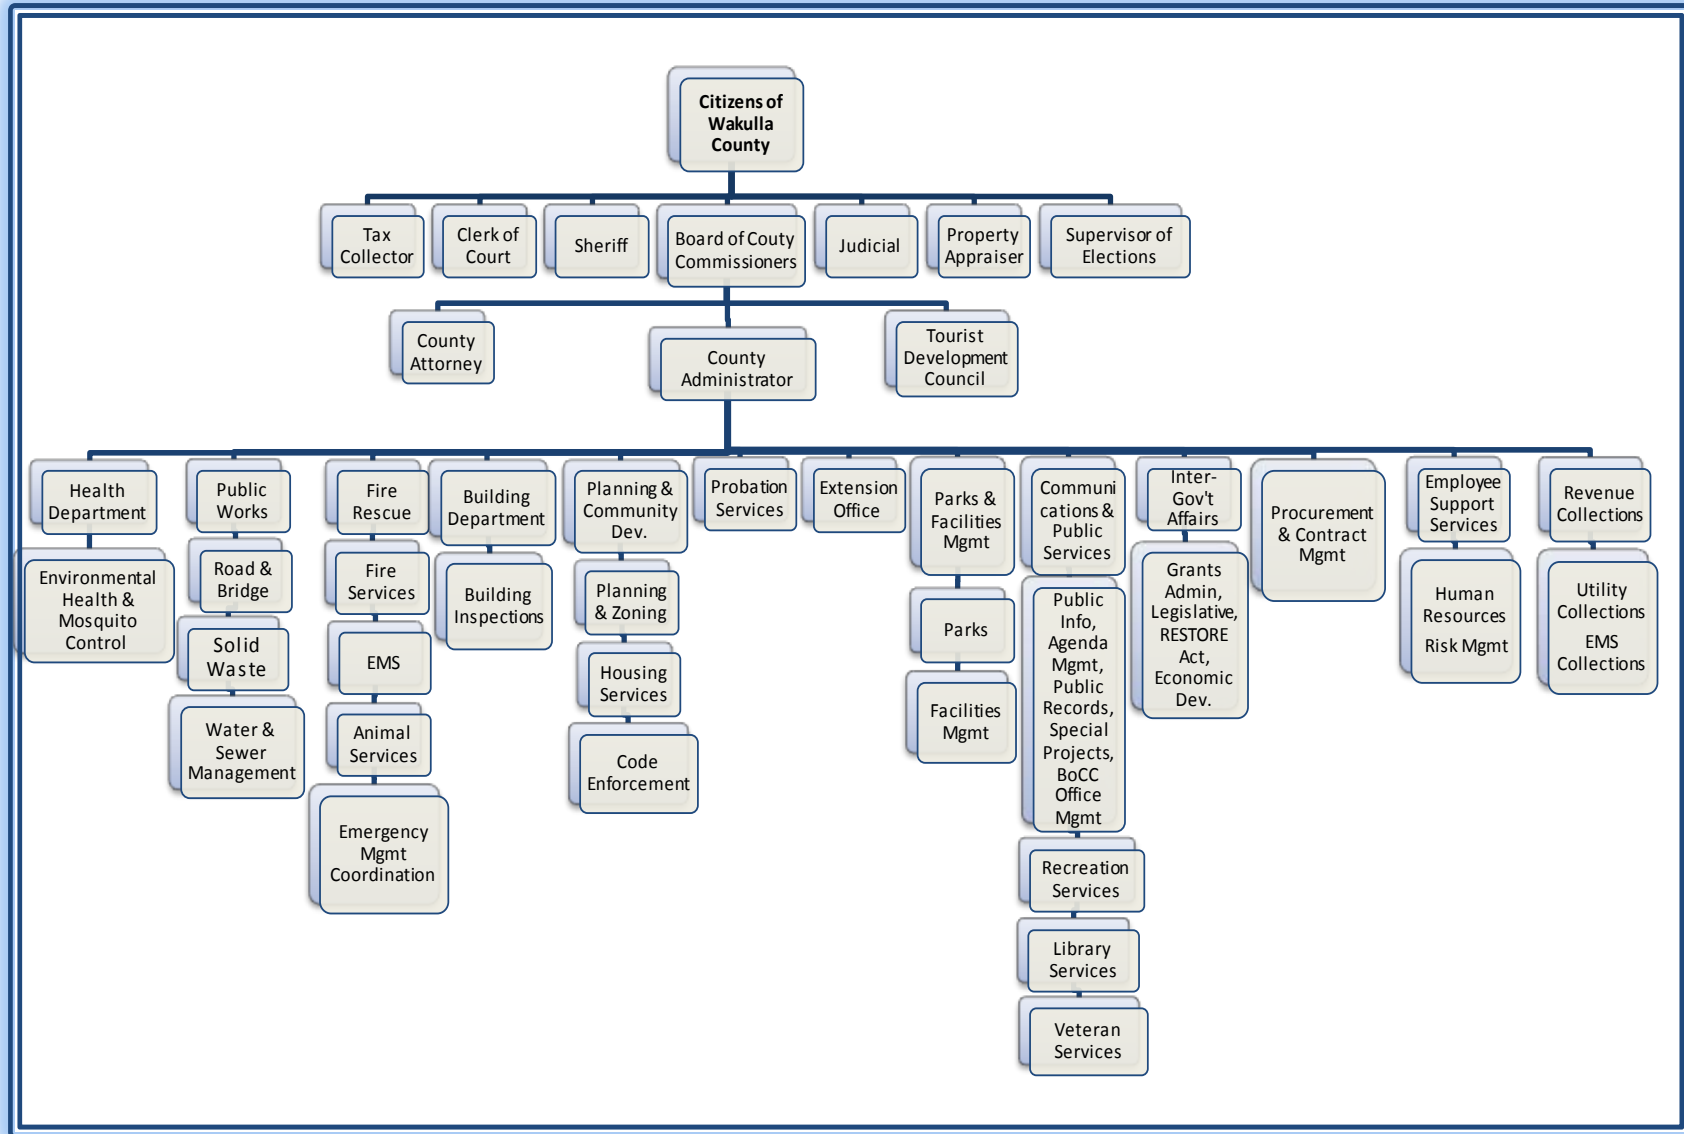 Citizens of
Wakulla
County
Tax
Collector
Clerk of
Court
Sheriff
Board of Couty
Commissioners
Judicial
Property
Appraiser
Supervisor of
Elections
County
Attorney
County
Administrator
Tourist
Development
Council
Health
Department
Environmental
Health &
Mosquito
Control
Public
Works
Road &
Bridge
Solid
Waste
Water &
Sewer
Management
Fire
Rescue
Fire
Services
EMS
Animal
Services
Emergency
Mgmt
Coordination
Building
Department
Building
Inspections
Planning &
Community
Dev.
Planning
& Zoning
Housing
Services
Code
Enforcement
Probation
Services
Extension
Office
Parks &
Facilities
Mgmt
Parks
Facilities
Mgmt
Communi
cations &
Public
Services
Public
Info,
Agenda
Mgmt,
Public
Records,
Special
Projects,
BoCC
Office
Mgmt
Recreation
Services
Library
Services
Veteran
Services
Inter-
Gov't
Affairs
Grants
Admin,
Legislative,
RESTORE
Act,
Economic
Dev.
Procurement
& Contract
Mgmt
Employee
Support
Services
Human
Resources
Risk Mgmt
Revenue
Collections
Utility
Collections
EMS
Collections